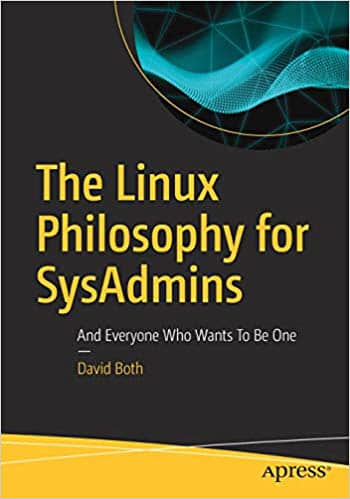 The Linux
Philosophy for
SysAdmins
And Everyone Who Wants To Be One
—
David Both
Apress®